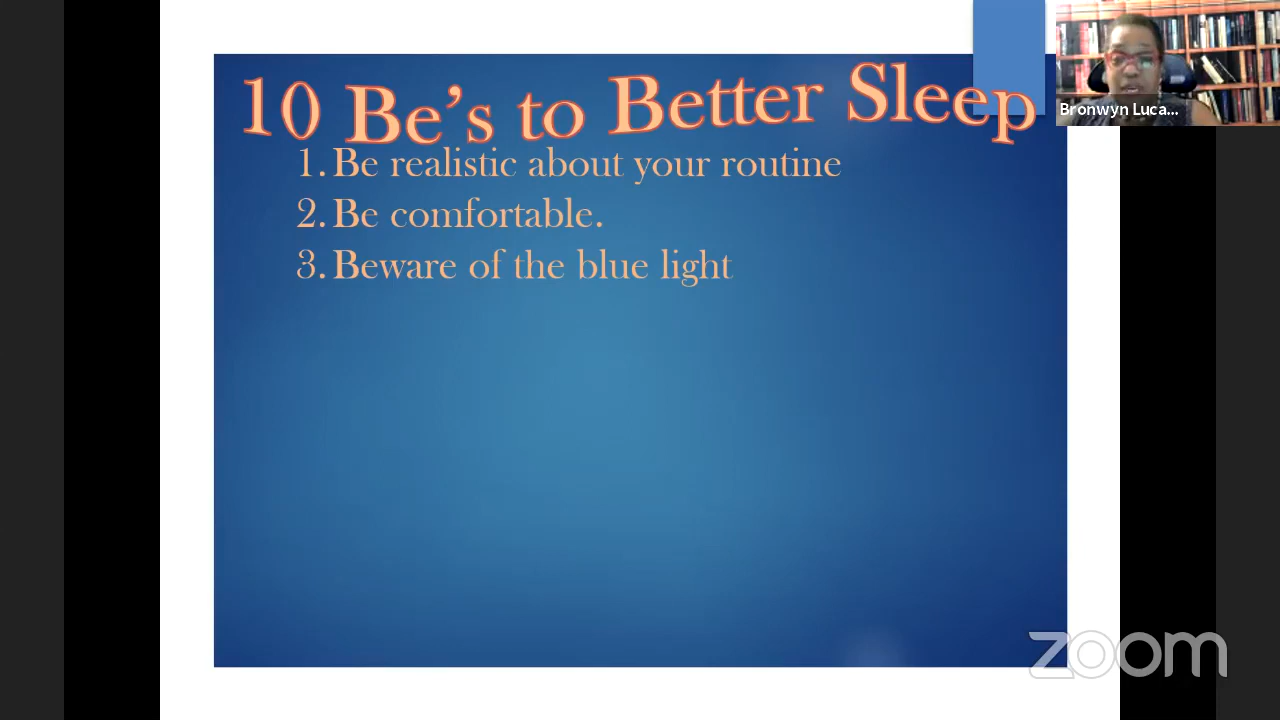 10 Be's to Better Sleep
1. Be realistic about your routine
2. Be comfortable.
3. Beware of the blue light
Bronwyn Luca...
zoom